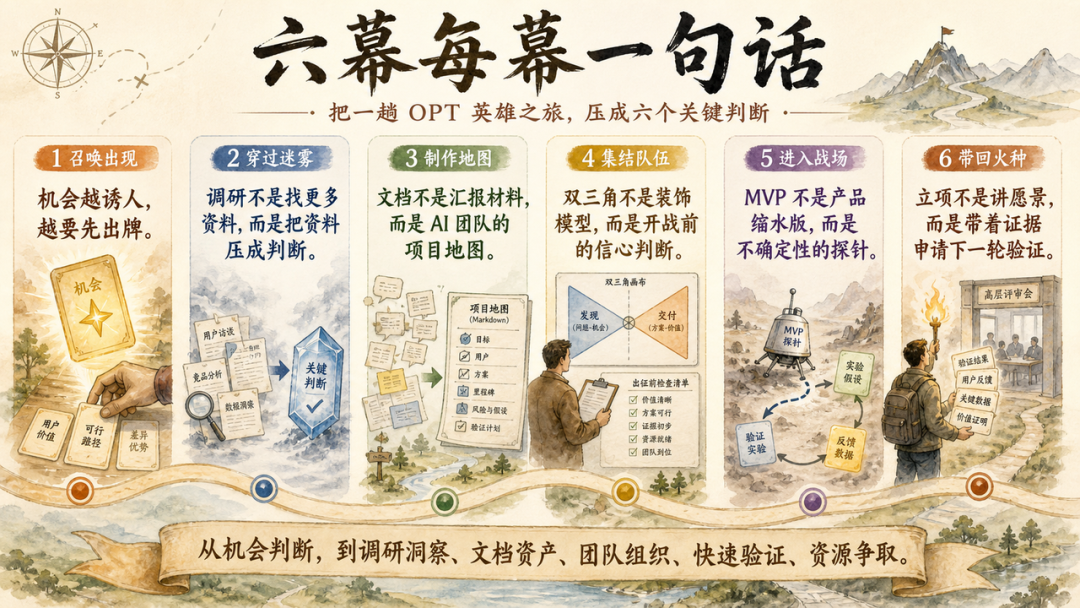 N
W
E
S
六幕每幕一句话
把一趟 OPT 英雄之旅，压成六个关键判断
1 召唤出现
机会越诱人，
越要先出牌。
机会
用户
价值
可行
路径
差异
优势
2 穿过迷雾
调研不是找更多
资料，而是把资料
压成判断。
用户访谈
竞品分析
数据洞察
关键
判断
3 制作地图
文档不是汇报材料，
而是 AI 团队的
项目地图。
项目地图
(Markdown)
目标
用户
方案
里程碑
风险与假设
验证计划
4 集结队伍
双三角不是装饰
模型，而是开战前
的信心判断。
双三角画布
发现
(问题·机会)
交付
(方案·价值)
出征前检查清单
价值清晰
方案可行
证据初步
资源就绪
团队到位
5 进入战场
MVP 不是产品
缩水版，而是
不确定性的探针。
MVP
探针
实验
假设
验证
实验
反馈
数据
6 带回火种
立项不是讲愿景，
而是带着证据
申请下一轮验证。
高层评审会
验证结果
用户反馈
关键数据
价值证明
从机会判断，到调研洞察、文档资产、团队组织、快速验证、资源争取。